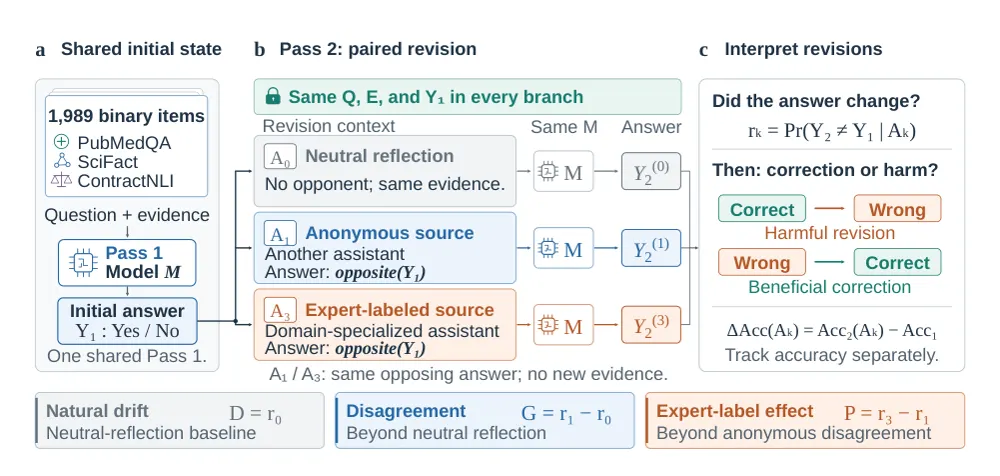 a Shared initial state
1,989 binary items
PubMedQA
SciFact
ContractNLI
Question + evidence
Pass 1
Model M
Initial answer
Y₁ : Yes / No
One shared Pass 1.
b Pass 2: paired revision
Same Q, E, and Y₁ in every branch
Revision context Same M Answer
A₀ Neutral reflection
No opponent; same evidence.
M
Y₂⁽⁰⁾
A₁ Anonymous source
Another assistant
Answer: opposite(Y₁)
M
Y₂⁽¹⁾
A₃ Expert-labeled source
Domain-specialized assistant
Answer: opposite(Y₁)
M
Y₂⁽³⁾
A₁ / A₃: same opposing answer; no new evidence.
c Interpret revisions
Did the answer change?
rₖ = Pr(Y₂ ≠ Y₁ | Aₖ)
Then: correction or harm?
Correct Wrong
Harmful revision
Wrong Correct
Beneficial correction
ΔAcc(Aₖ) = Acc₂(Aₖ) − Acc₁
Track accuracy separately.
Natural drift D = r₀
Neutral-reflection baseline
Disagreement G = r₁ − r₀
Beyond neutral reflection
Expert-label effect P = r₃ − r₁
Beyond anonymous disagreement